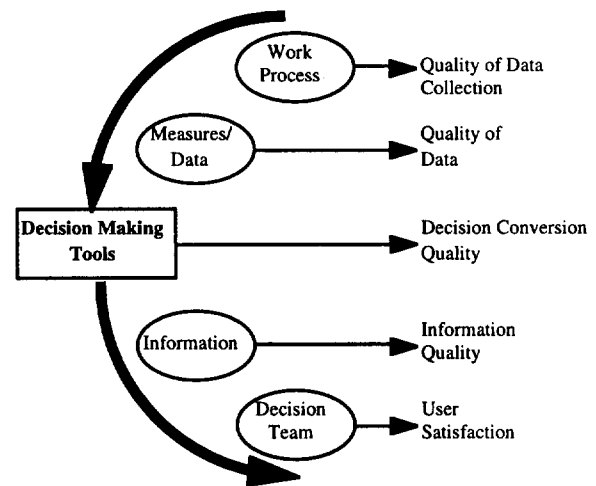 Work
Process
Quality of Data
Collection
Measures/
Data
Quality of
Data
Decision Making
Tools
Decision Conversion
Quality
Information
Information
Quality
Decision
Team
User
Satisfaction